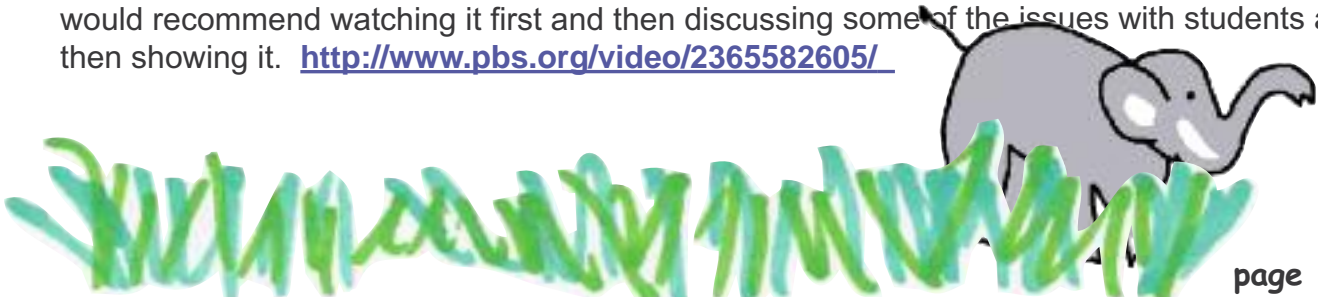 would recommend watching it first and then discussing some of the issues with students a
then showing it. http://www.pbs.org/video/2365582605/
page